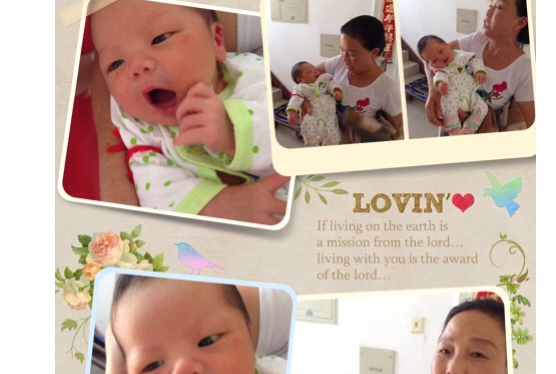 LOVIN'
If living on the earth is
a mission from the lord...
living with you is the award
of the lord...